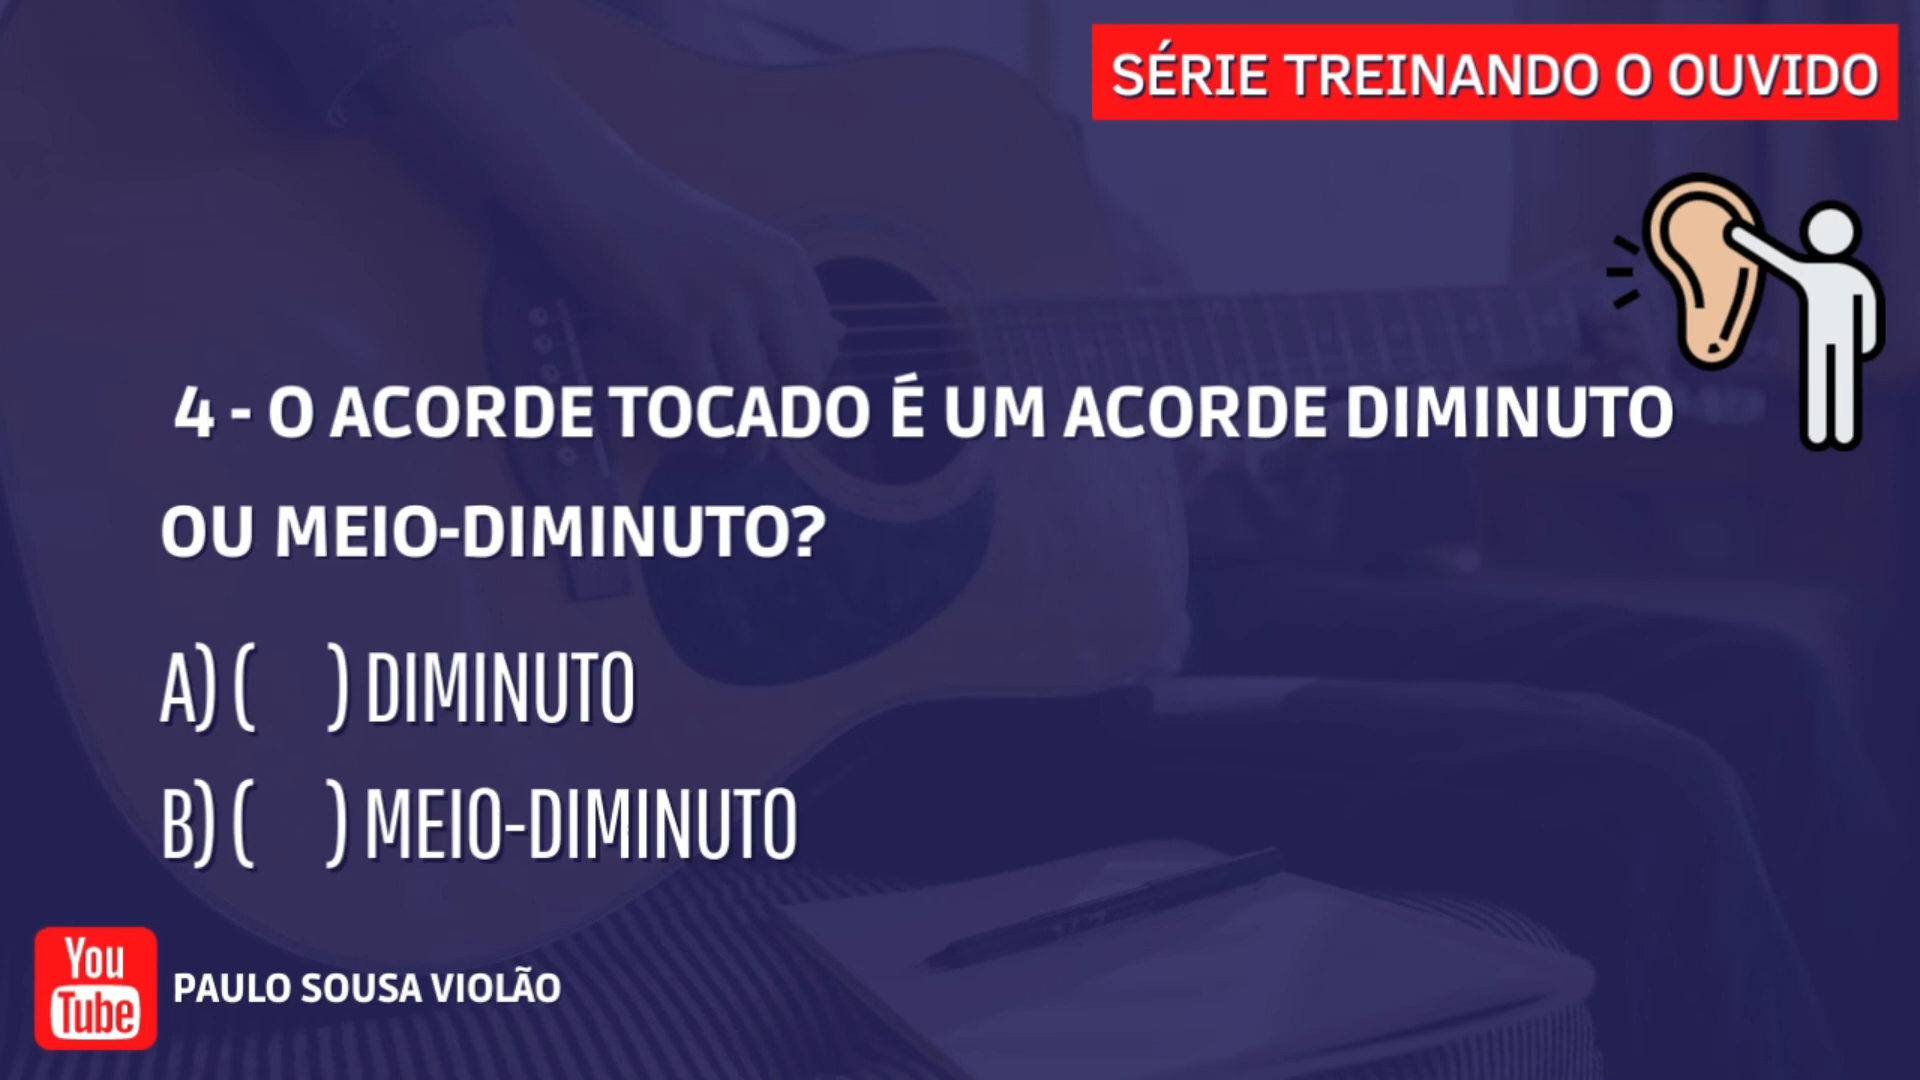 SÉRIE TREINANDO O OUVIDO
4 - O ACORDE TOCADO É UM ACORDE DIMINUTO
OU MEIO-DIMINUTO?
A) (    ) DIMINUTO
B) (    ) MEIO-DIMINUTO
You
Tube
PAULO SOUSA VIOLÃO